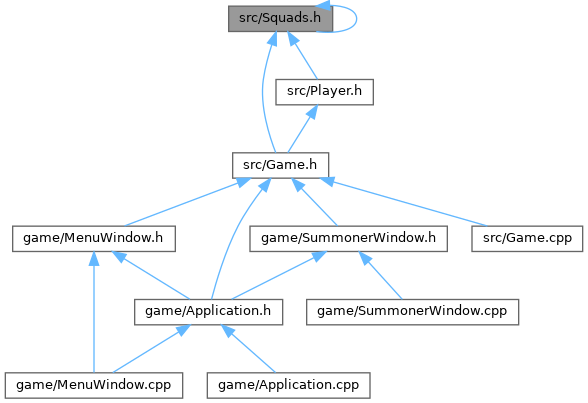 src/Squads.h
src/Player.h
src/Game.h
game/MenuWindow.h
game/SummonerWindow.h
src/Game.cpp
game/Application.h
game/SummonerWindow.cpp
game/MenuWindow.cpp
game/Application.cpp